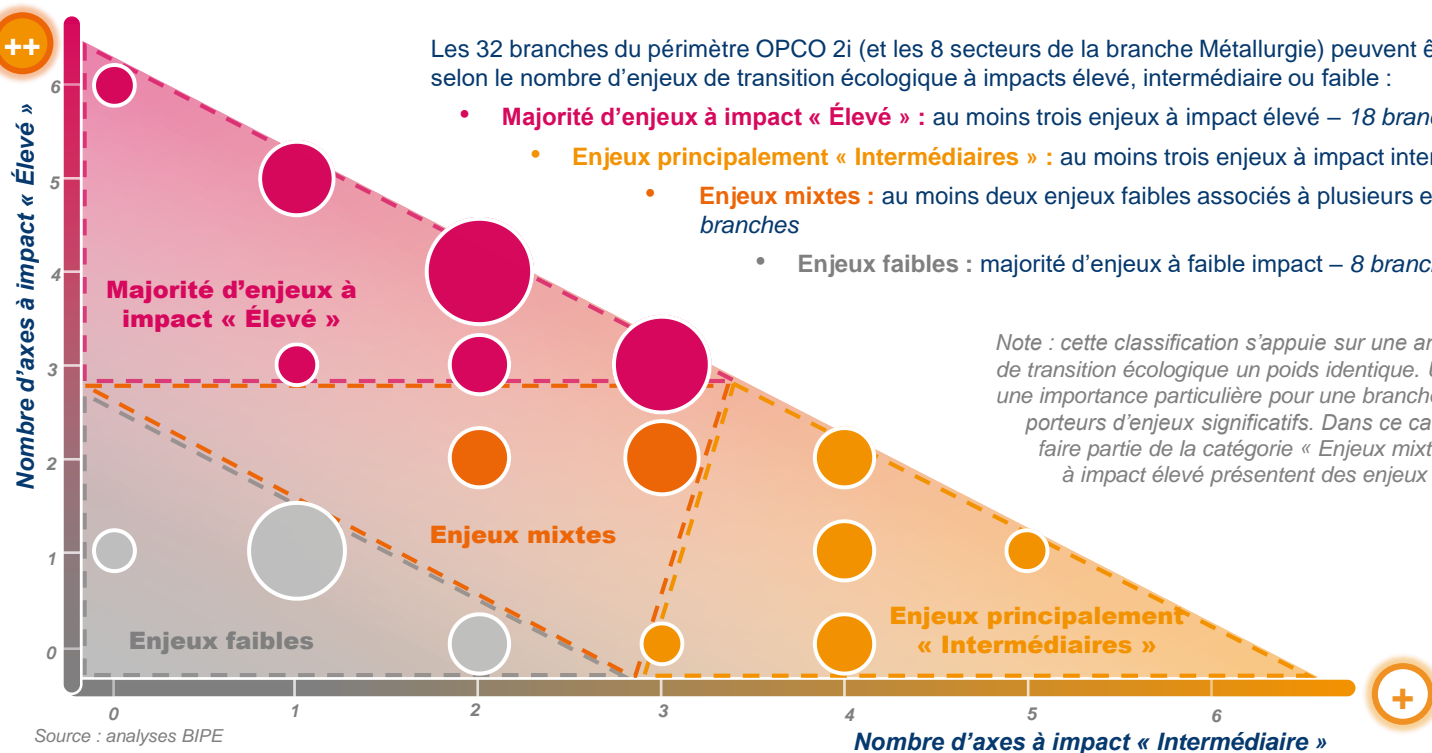 ++
Les 32 branches du périmètre OPCO 2i (et les 8 secteurs de la branche Métallurgie) peuvent
selon le nombre d'enjeux de transition écologique à impacts élevé, intermédiaire ou faible :
• Majorité d'enjeux à impact « Élevé » : au moins trois enjeux à impact élevé – 18
• Enjeux principalement « Intermédiaires » : au moins trois enjeux à impact
• Enjeux mixtes : au moins deux enjeux faibles associés à plusieurs
branches
• Enjeux faibles : majorité d'enjeux à faible impact – 8
Note : cette classification s'appuie sur une
de transition écologique un poids identique.
une importance particulière pour une branche
porteurs d'enjeux significatifs. Dans ce
faire partie de la catégorie « Enjeux
à impact élevé présentent des enjeux
Nombre d'axes à impact « Élevé »
6
5
4
3
2
1
0
Majorité d'enjeux à
impact « Élevé »
Enjeux mixtes
Enjeux faibles
Enjeux principalement
« Intermédiaires »
0
1
2
3
4
5
6
+
Source : analyses BIPE
Nombre d'axes à impact « Intermédiaire »